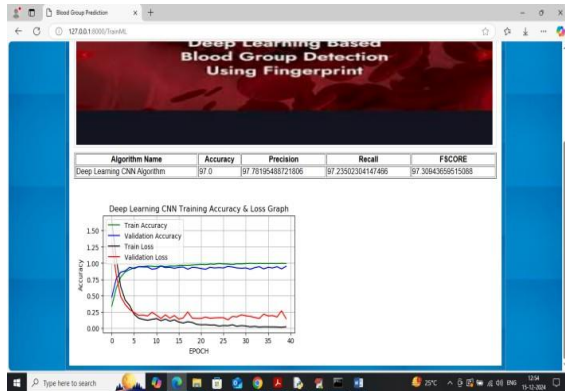 Blood Group Prediction
127.0.0.1:8000/TrainML
Deep Learning Based
Blood Group Detection
Using Fingerprint
Algorithm Name Accuracy Precision Recall FSCORE
Deep Learning CNN Algorithm 97.0 97.78195488721806 97.23502304147466 97.30943659515088
Deep Learning CNN Training Accuracy & Loss Graph
Train Accuracy
Validation Accuracy
Train Loss
Validation Loss
Accuracy
1.50
1.25
1.00
0.75
0.50
0.25
0.00
0 5 10 15 20 25 30 35 40
EPOCH
Type here to search
25°C
ENG
12:54
15-12-2024